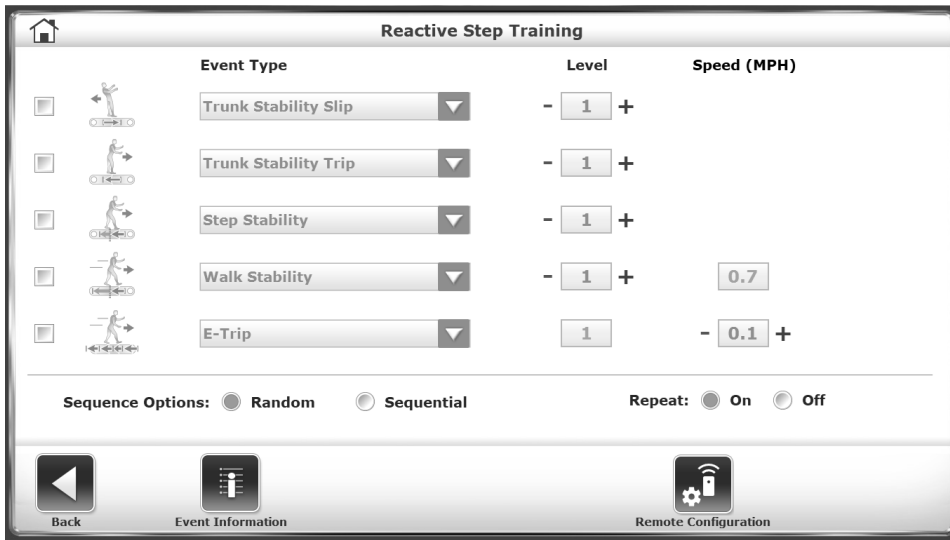 Reactive Step Training
Event Type Level Speed (MPH)
Trunk Stability Slip - 1 +
Trunk Stability Trip - 1 +
Step Stability - 1 +
Walk Stability - 1 + 0.7
E-Trip 1 - 0.1 +
Sequence Options: Random Sequential Repeat: On Off
Back Event Information Remote Configuration